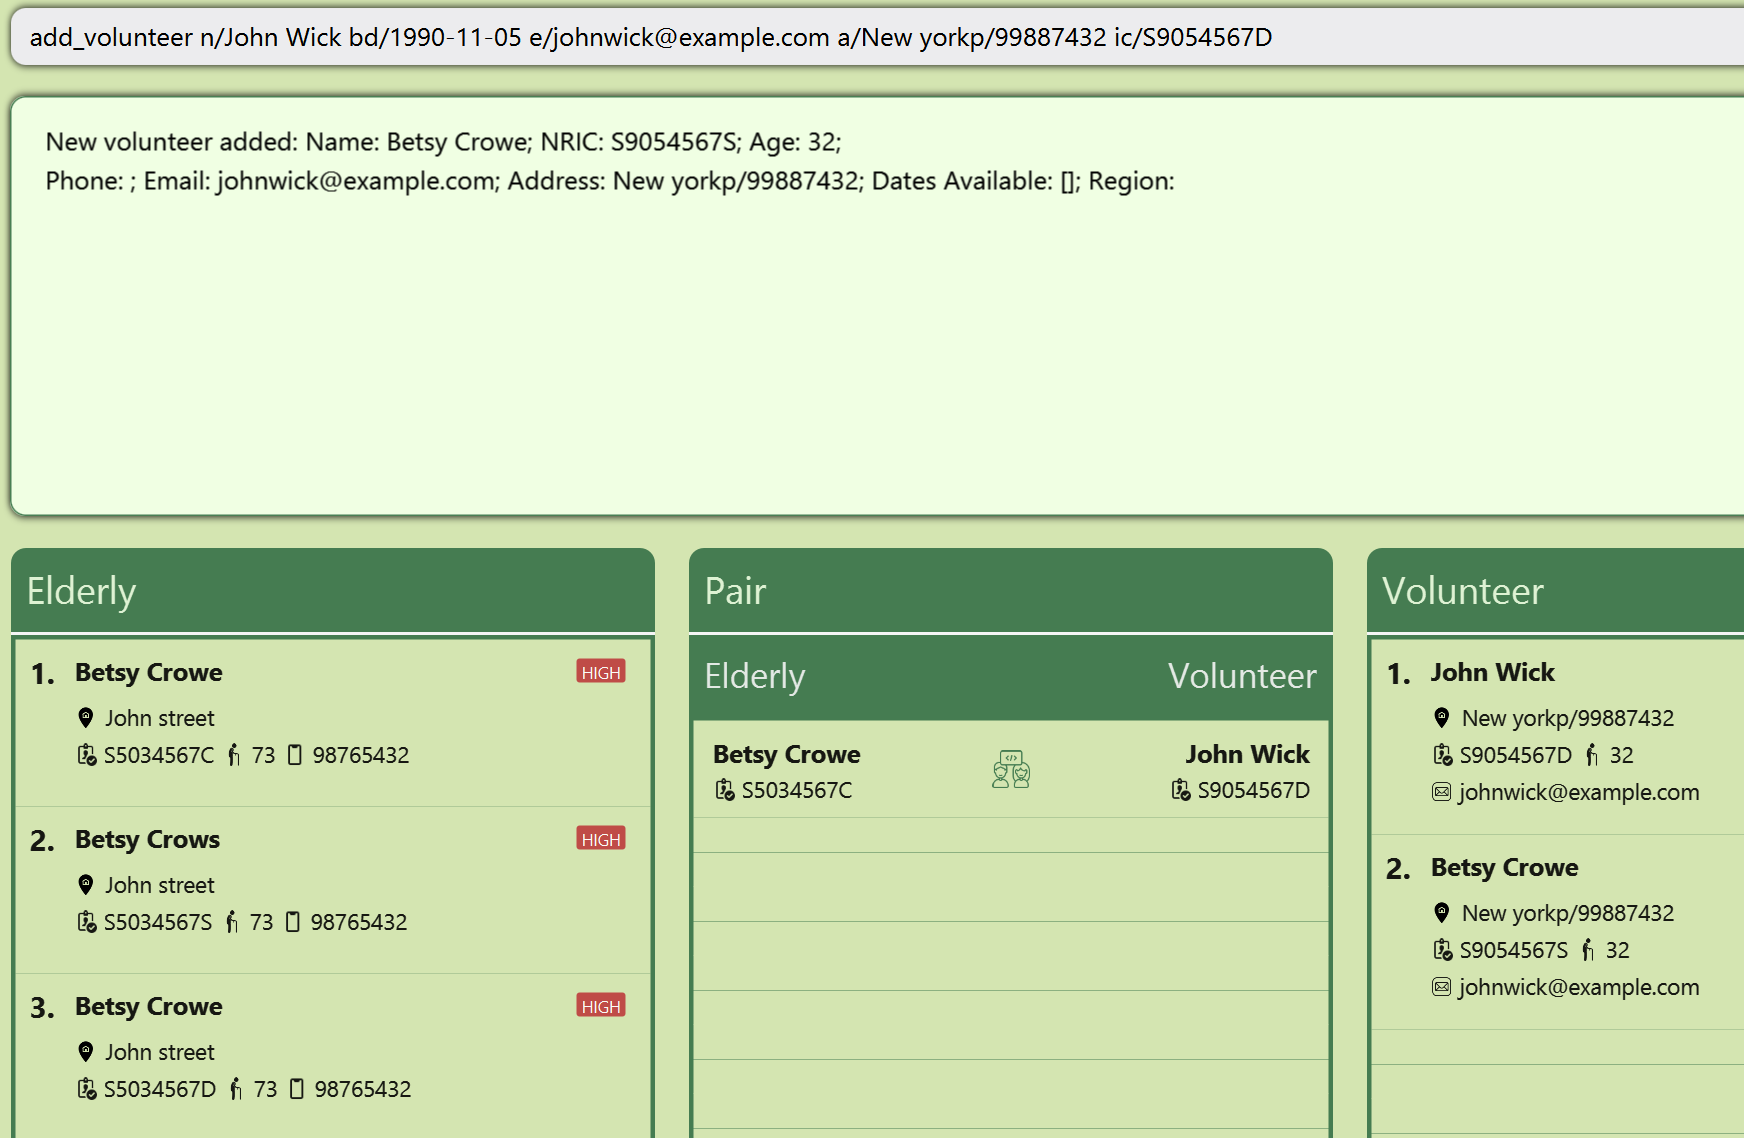 add_volunteer n/John Wick bd/1990-11-05 e/johnwick@example.com a/New yorkp/99887432 ic/S9054567D
New volunteer added: Name: Betsy Crowe; NRIC: S9054567S; Age: 32;
Phone: ; Email: johnwick@example.com; Address: New yorkp/99887432; Dates Available: []; Region:
Elderly
1. Betsy Crowe HIGH
John street
S5034567C 73 98765432
2. Betsy Crows HIGH
John street
S5034567S 73 98765432
3. Betsy Crowe HIGH
John street
S5034567D 73 98765432
Pair
Elderly Volunteer
Betsy Crowe John Wick
S5034567C S9054567D
Volunteer
1. John Wick
New yorkp/99887432
S9054567D 32
johnwick@example.com
2. Betsy Crowe
New yorkp/99887432
S9054567S 32
johnwick@example.com